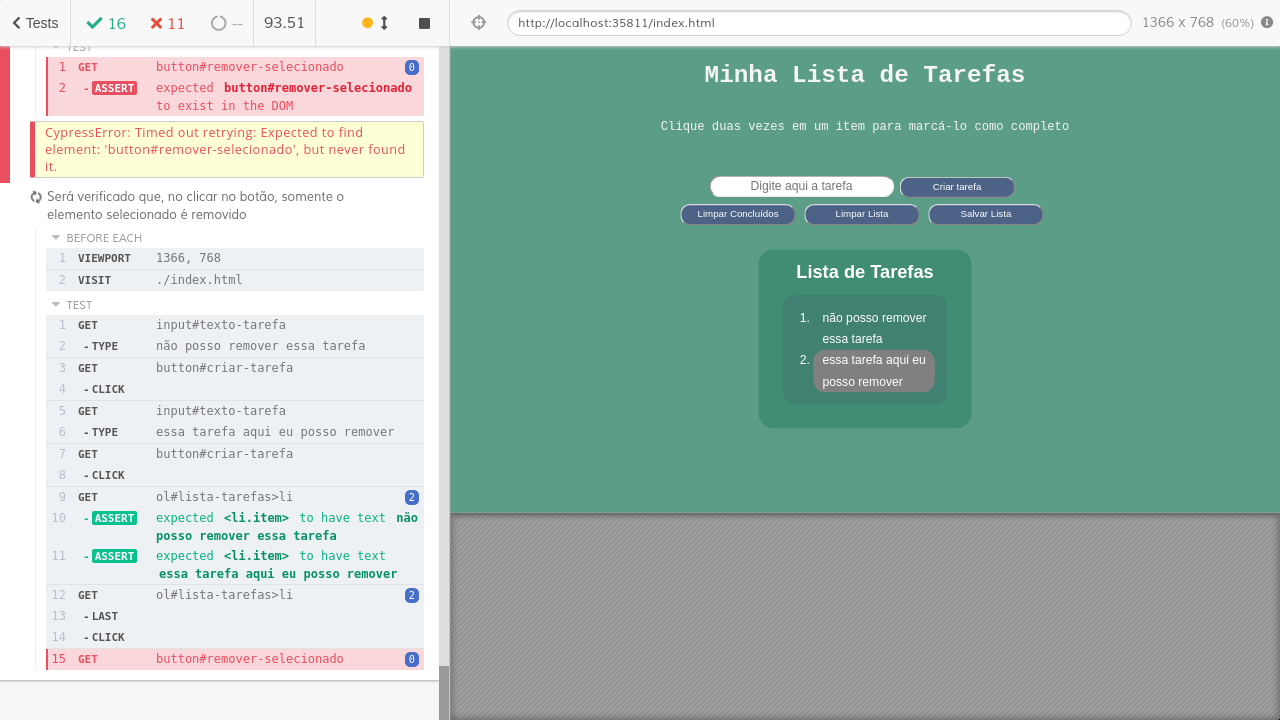 Tests 16 11 -- 93.51
http://localhost:35811/index.html 1366 x 768 (60%)
TEST
1 GET button#remover-selecionado 0
2 -ASSERT expected button#remover-selecionado
to exist in the DOM
CypressError: Timed out retrying: Expected to find
element: 'button#remover-selecionado', but never found
it.
Será verificado que, no clicar no botão, somente o
elemento selecionado é removido
BEFORE EACH
1 VIEWPORT 1366, 768
2 VISIT ./index.html
TEST
1 GET input#texto-tarefa
2 -TYPE não posso remover essa tarefa
3 GET button#criar-tarefa
4 -CLICK
5 GET input#texto-tarefa
6 -TYPE essa tarefa aqui eu posso remover
7 GET button#criar-tarefa
8 -CLICK
9 GET ol#lista-tarefas>li 2
10 -ASSERT expected <li.item> to have text não
posso remover essa tarefa
11 -ASSERT expected <li.item> to have text
essa tarefa aqui eu posso remover
12 GET ol#lista-tarefas>li 2
13 -LAST
14 -CLICK
15 GET button#remover-selecionado 0
Minha Lista de Tarefas
Clique duas vezes em um item para marcá-lo como completo
Digite aqui a tarefa Criar tarefa
Limpar Concluídos Limpar Lista Salvar Lista
Lista de Tarefas
1. não posso remover
essa tarefa
2. essa tarefa aqui eu
posso remover